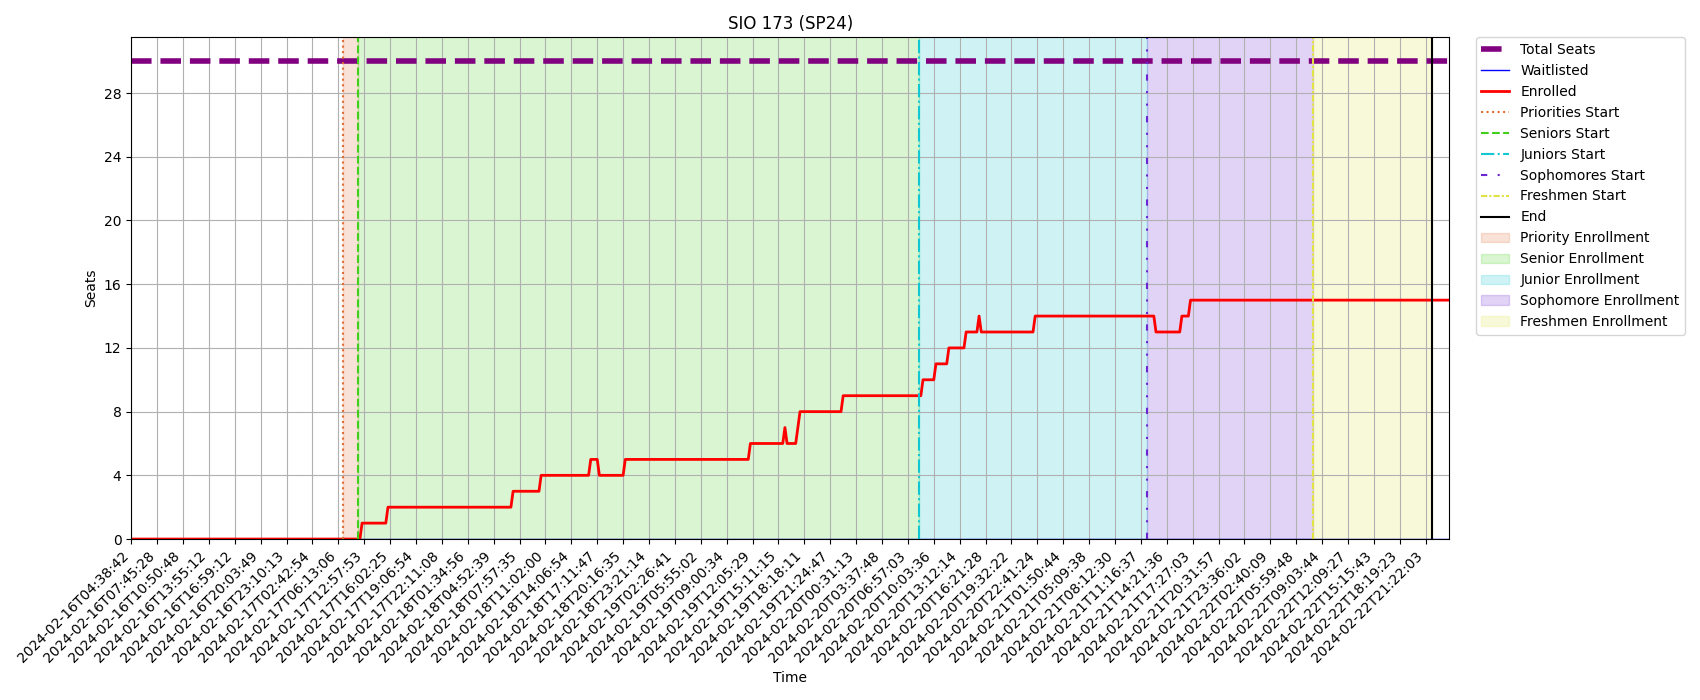 SIO 173 (SP24)
Seats
28
24
20
16
12
8
4
0
2024-02-16T04:38:42
2024-02-16T07:45:28
2024-02-16T10:50:48
2024-02-16T13:55:12
2024-02-16T16:59:12
2024-02-16T20:03:49
2024-02-16T23:10:13
2024-02-17T02:42:54
2024-02-17T06:13:06
2024-02-17T12:57:53
2024-02-17T16:02:25
2024-02-17T19:06:54
2024-02-17T22:11:08
2024-02-18T01:34:56
2024-02-18T04:52:39
2024-02-18T07:57:35
2024-02-18T11:02:00
2024-02-18T14:06:54
2024-02-18T17:11:47
2024-02-18T20:16:35
2024-02-18T23:21:14
2024-02-19T02:26:41
2024-02-19T05:55:02
2024-02-19T09:00:34
2024-02-19T12:05:29
2024-02-19T15:11:15
2024-02-19T18:18:11
2024-02-19T21:24:47
2024-02-20T00:31:13
2024-02-20T03:37:48
2024-02-20T06:57:03
2024-02-20T10:03:36
2024-02-20T13:12:14
2024-02-20T16:21:28
2024-02-20T19:32:22
2024-02-20T22:41:24
2024-02-21T01:50:44
2024-02-21T05:09:38
2024-02-21T08:12:30
2024-02-21T11:16:37
2024-02-21T14:21:36
2024-02-21T17:27:03
2024-02-21T20:31:57
2024-02-21T23:36:02
2024-02-22T02:40:09
2024-02-22T05:59:48
2024-02-22T09:03:44
2024-02-22T12:09:27
2024-02-22T15:15:43
2024-02-22T18:19:23
2024-02-22T21:22:03
Time
Total Seats
Waitlisted
Enrolled
Priorities Start
Seniors Start
Juniors Start
Sophomores Start
Freshmen Start
End
Priority Enrollment
Senior Enrollment
Junior Enrollment
Sophomore Enrollment
Freshmen Enrollment